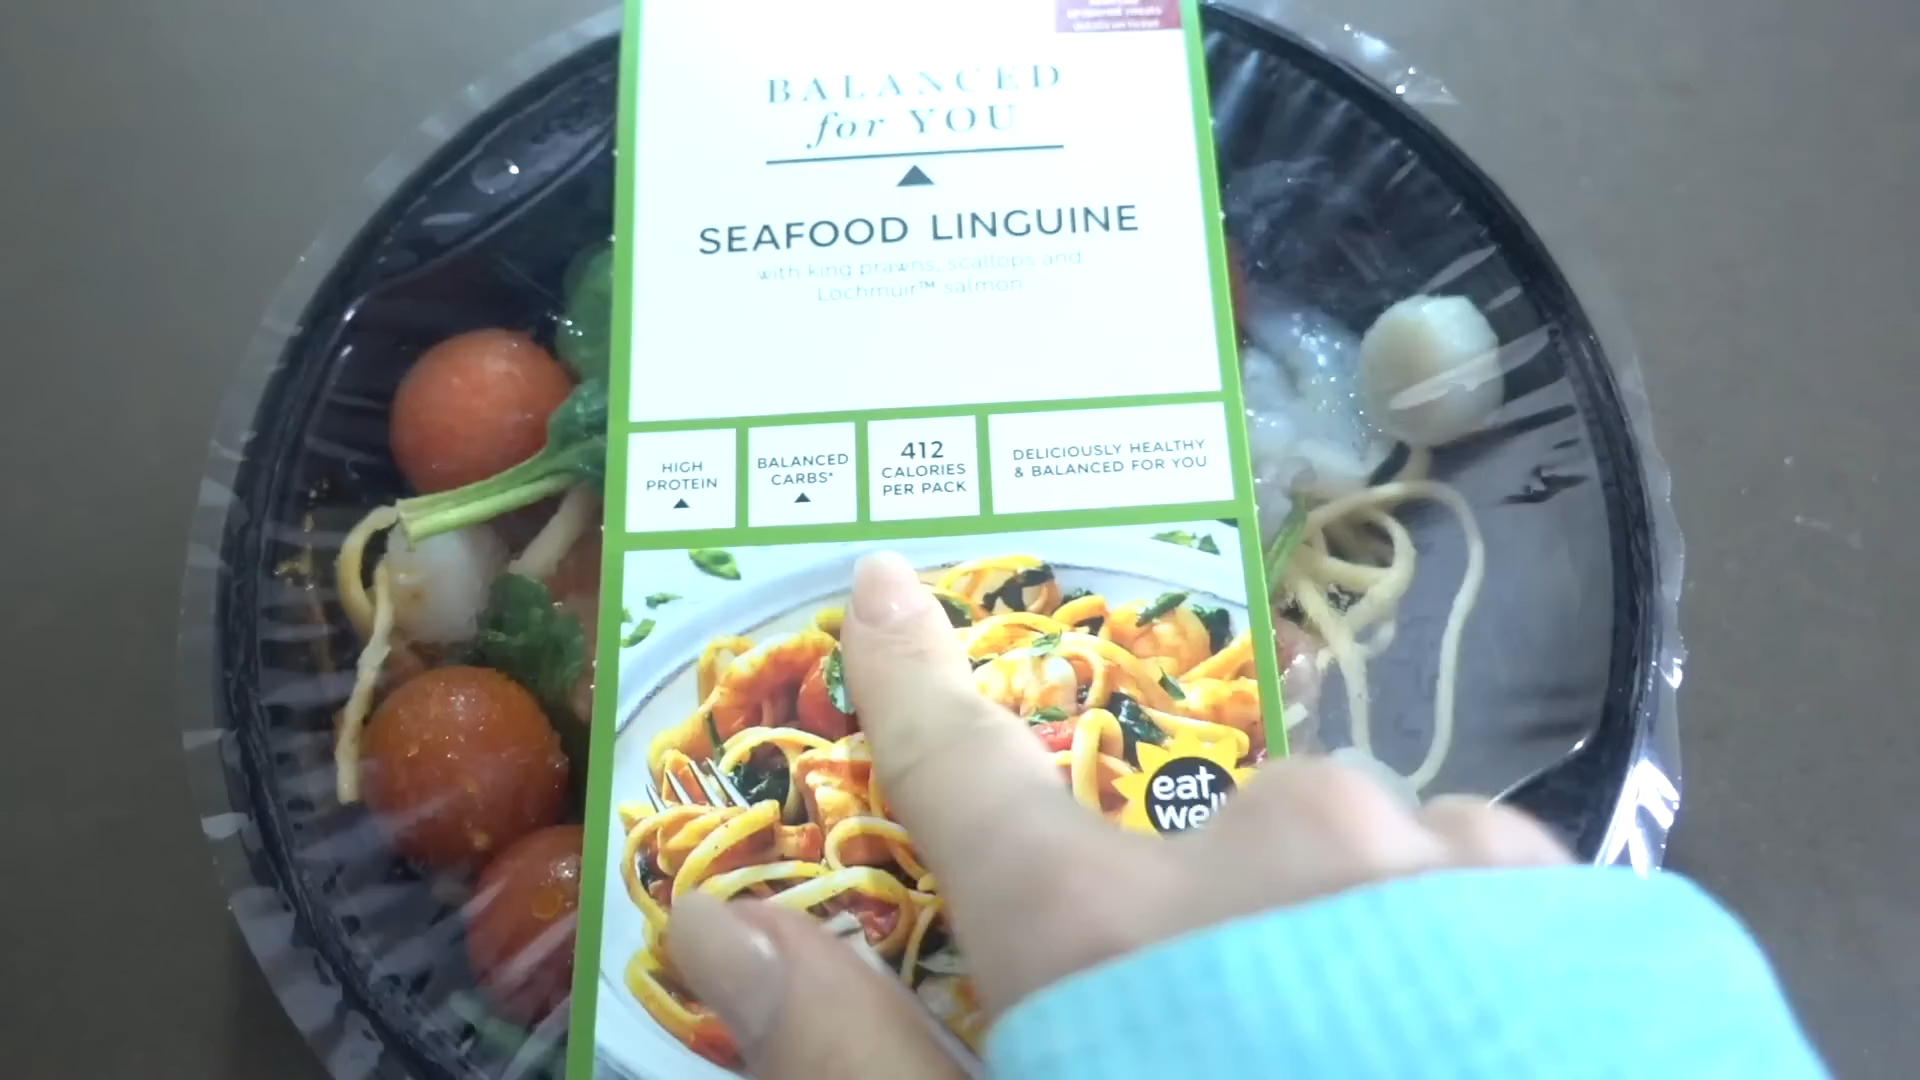 BALANCED
for YOU
SEAFOOD LINGUINE
with king prawns, scallops and
Lochmuir™ salmon
HIGH
PROTEIN
BALANCED
CARBS*
412
CALORIES
PER PACK
DELICIOUSLY HEALTHY
& BALANCED FOR YOU
eat
well